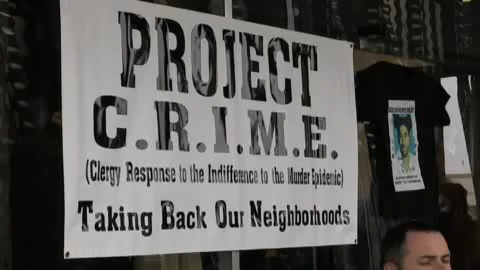 PROJECT
C.R.I.M.E.
(Clergy Response to the Indifference to the Murder Epidemic)
Taking Back Our Neighborhoods